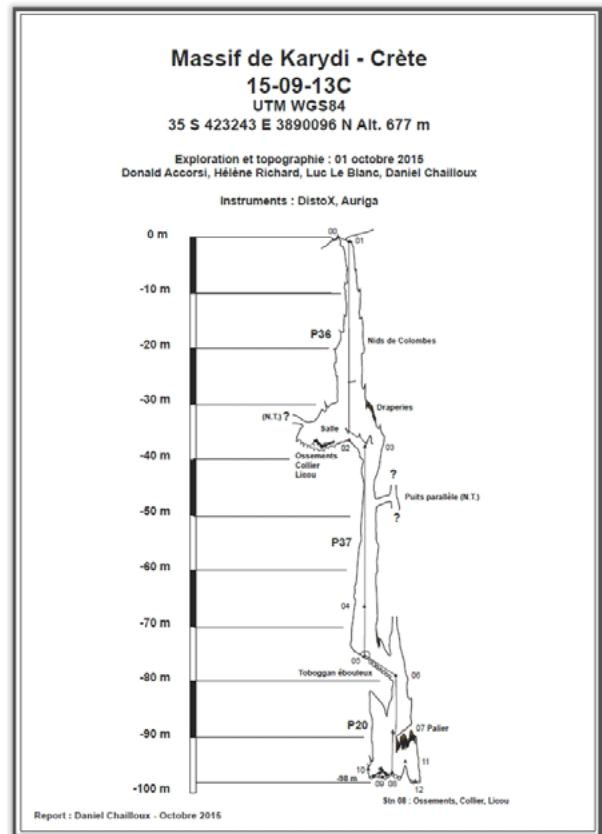 Massif de Karydi - Crète
15-09-13C
UTM WGS84
35 S 423243 E 3890096 N Alt. 677 m
Exploration et topographie : 01 octobre 2015
Donald Accorsi, Hélène Richard, Luc Le Blanc, Daniel Chailloux
Instruments : DistoX, Auriga
00
0 m
01
-10 m
P36
Nids de Colombes
-20 m
-30 m
Draperies
(N.T.) ?
Salle
02
03
-40 m
Ossements
Collier
Licou
?
Puits parallèle (N.T.)
?
-50 m
P37
-60 m
04
-70 m
05
Toboggan ébouleux
06
-80 m
P20
07 Palier
-90 m
10
11
-98 m
09
08
12
-100 m
Stn 08 : Ossements, Collier, Licou
Report : Daniel Chailloux - Octobre 2015